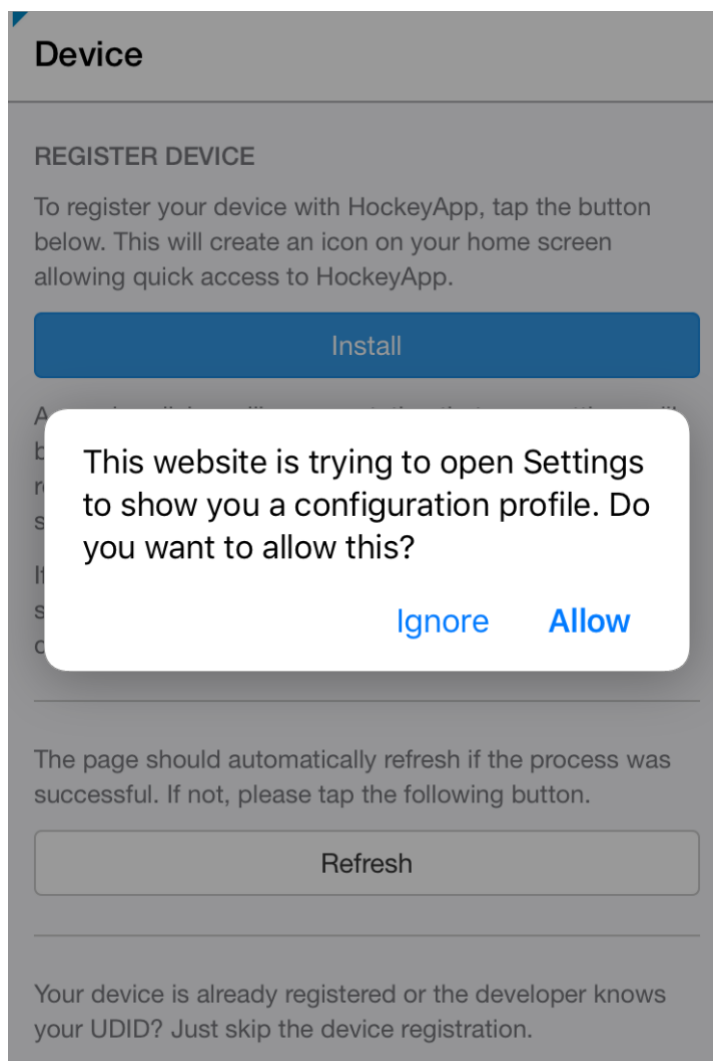 Device
REGISTER DEVICE
To register your device with HockeyApp, tap the button
below. This will create an icon on your home screen
allowing quick access to HockeyApp.
Install
This website is trying to open Settings
to show you a configuration profile. Do
you want to allow this?
Ignore Allow
The page should automatically refresh if the process was
successful. If not, please tap the following button.
Refresh
Your device is already registered or the developer knows
your UDID? Just skip the device registration.